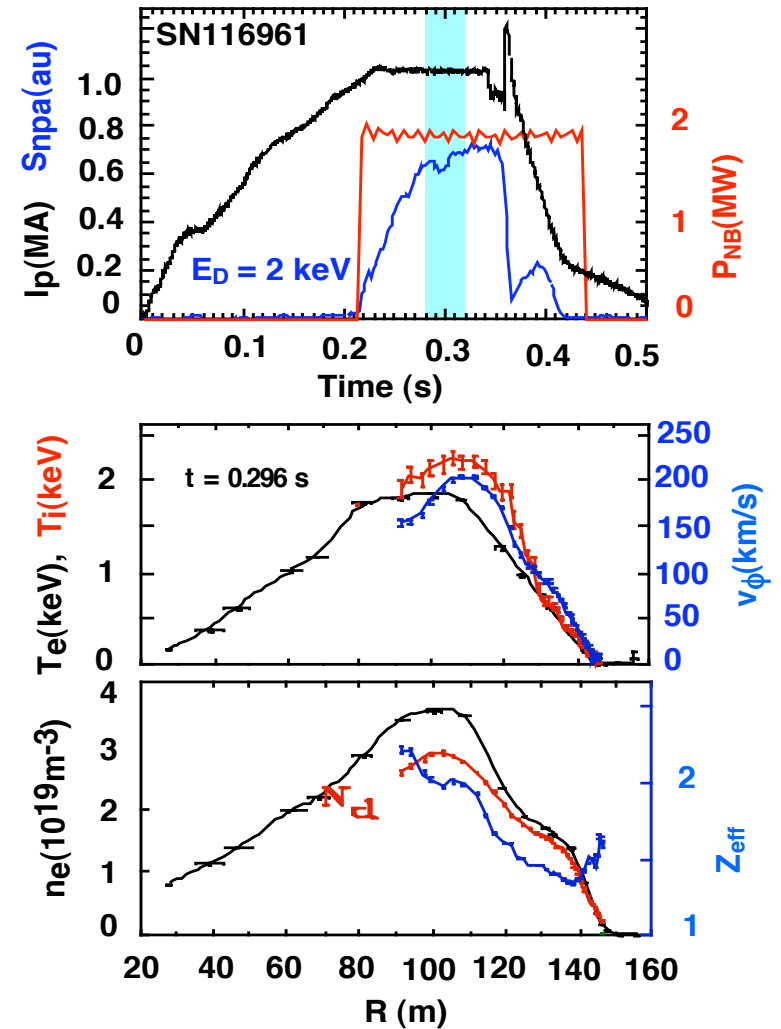 SN116961
Snpa(au)
Ip(MA)
1.0
0.8
0.6
0.4
0.2
0
2
1
0
PNB(MW)
ED = 2 keV
0 0.1 0.2 0.3 0.4 0.5
Time (s)
Te(keV), Ti(keV)
2
1
0
t = 0.296 s
250
200
150
100
50
0
vϕ(km/s)
ne(1019m-3)
4
3
2
1
0
Nd
2
1
Zeff
20 40 60 80 100 120 140 160
R (m)